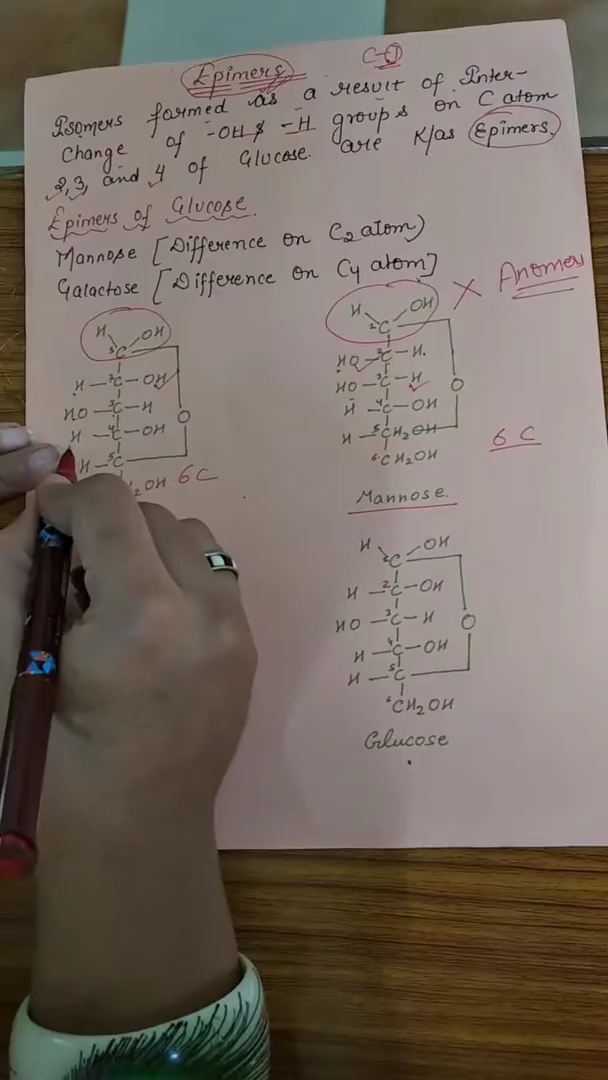 C-①
Epimers
Isomers formed as a result of Inter-
change of -OH & -H groups on C atom
2,3, and 4 of Glucose are K/as Epimers.
Epimers of Glucose
Mannose [Difference on C2 atom)
Galactose [Difference on C4 atom]
X Anomers
H OH
1C
H - 2C - OH
HO - 3C - H
O
H - 4C - OH
H - 5C
2OH 6C
H OH
1C
HO - 2C - H
HO - 3C - H
O
H - 4C - OH
H - 5CH2OH
6CH2OH
6C
Mannose
H OH
1C
H - 2C - OH
HO - 3C - H
O
H - 4C - OH
H - 5C
6CH2OH
Glucose